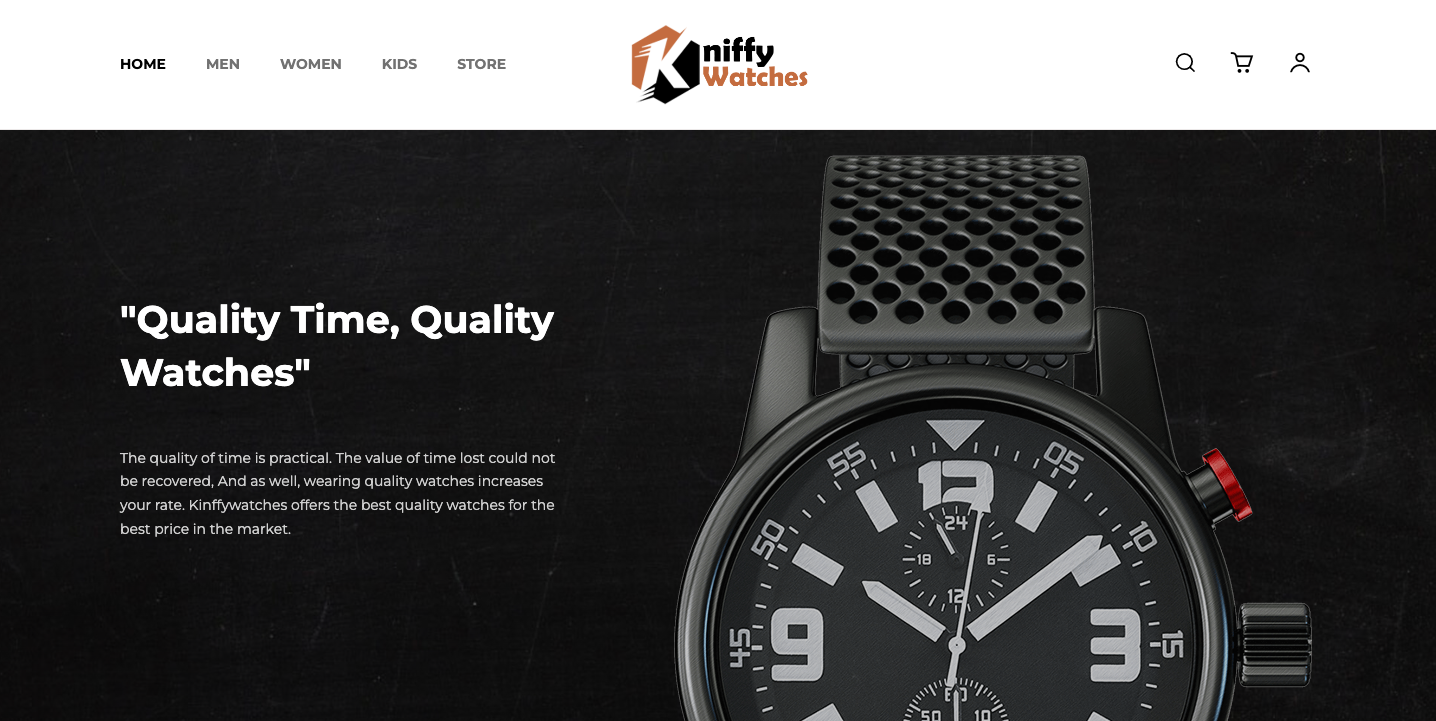 HOME MEN WOMEN KIDS STORE
Kniffy
Watches
"Quality Time, Quality
Watches"
The quality of time is practical. The value of time lost could not
be recovered, And as well, wearing quality watches increases
your rate. Kinffywatches offers the best quality watches for the
best price in the market.
55 05
12
24
50 10
18 6
12
9 3
45 15
60
50 10